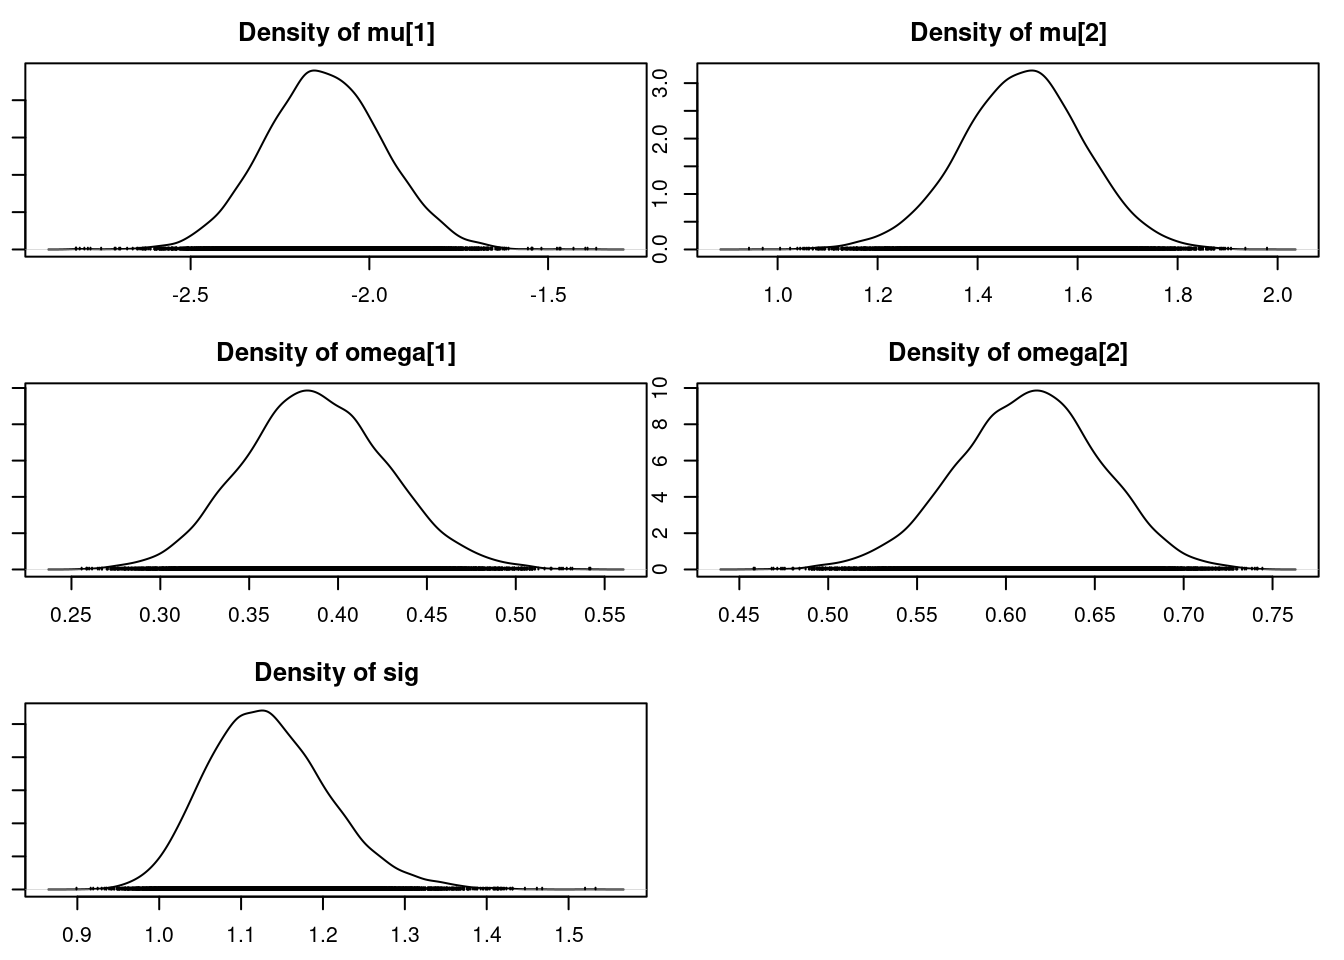 Density of mu[1]
-2.5 -2.0 -1.5
Density of mu[2]
0.0 1.0 2.0 3.0
1.0 1.2 1.4 1.6 1.8 2.0
Density of omega[1]
0.25 0.30 0.35 0.40 0.45 0.50 0.55
Density of omega[2]
0 2 4 6 8 10
0.45 0.50 0.55 0.60 0.65 0.70 0.75
Density of sig
0.9 1.0 1.1 1.2 1.3 1.4 1.5